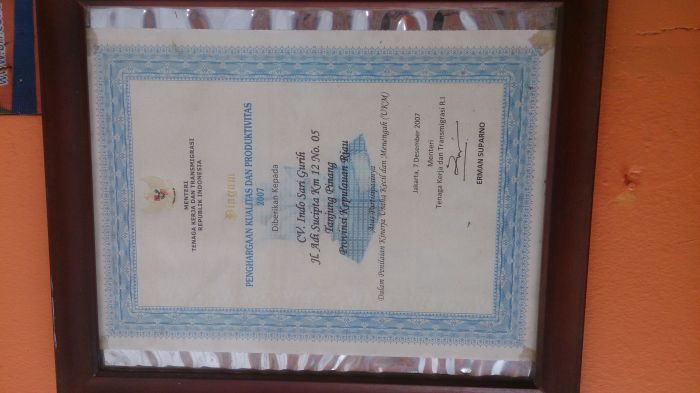 MENTERI
TENAGA KERJA DAN TRANSMIGRASI
REPUBLIK INDONESIA
Piagam
PENGHARGAAN KUALITAS DAN PRODUKTIVITAS
2007
Diberikan Kepada
CV. Indo Sari Gurih
Jl. Adi Sucipta Km 12 No. 05
Tanjung Pinang
Provinsi Kepulauan Riau
Atas Partisipasinya
Dalam Penilaian Kinerja Usaha Kecil dan Menengah (UKM)
Jakarta, 7 Desember 2007
Menteri
Tenaga Kerja dan Transmigrasi R.I
ERMAN SUPARNO